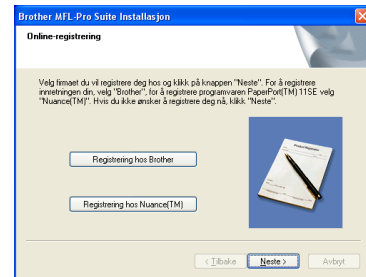 Brother MFL-Pro Suite Installasjon
Online-registrering
Velg firmaet du vil registrere deg hos og klikk på knappen "Neste". For å registrere
innretningen din, velg "Brother", for å registrere programvaren PaperPort(TM) 11SE velg
"Nuance(TM)". Hvis du ikke ønsker å registrere deg nå, klikk "Neste".
Registrering hos Brother
Product Registration
Registrering hos Nuance(TM)
< Tilbake
Neste >
Avbryt